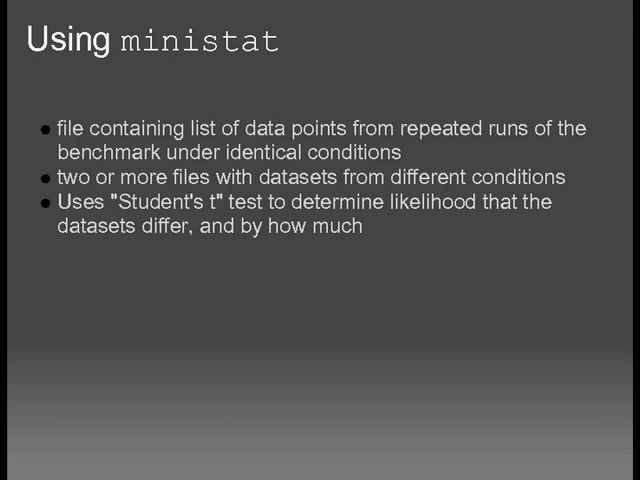 Using ministat
• file containing list of data points from repeated runs of the
benchmark under identical conditions
• two or more files with datasets from different conditions
• Uses "Student's t" test to determine likelihood that the
datasets differ, and by how much